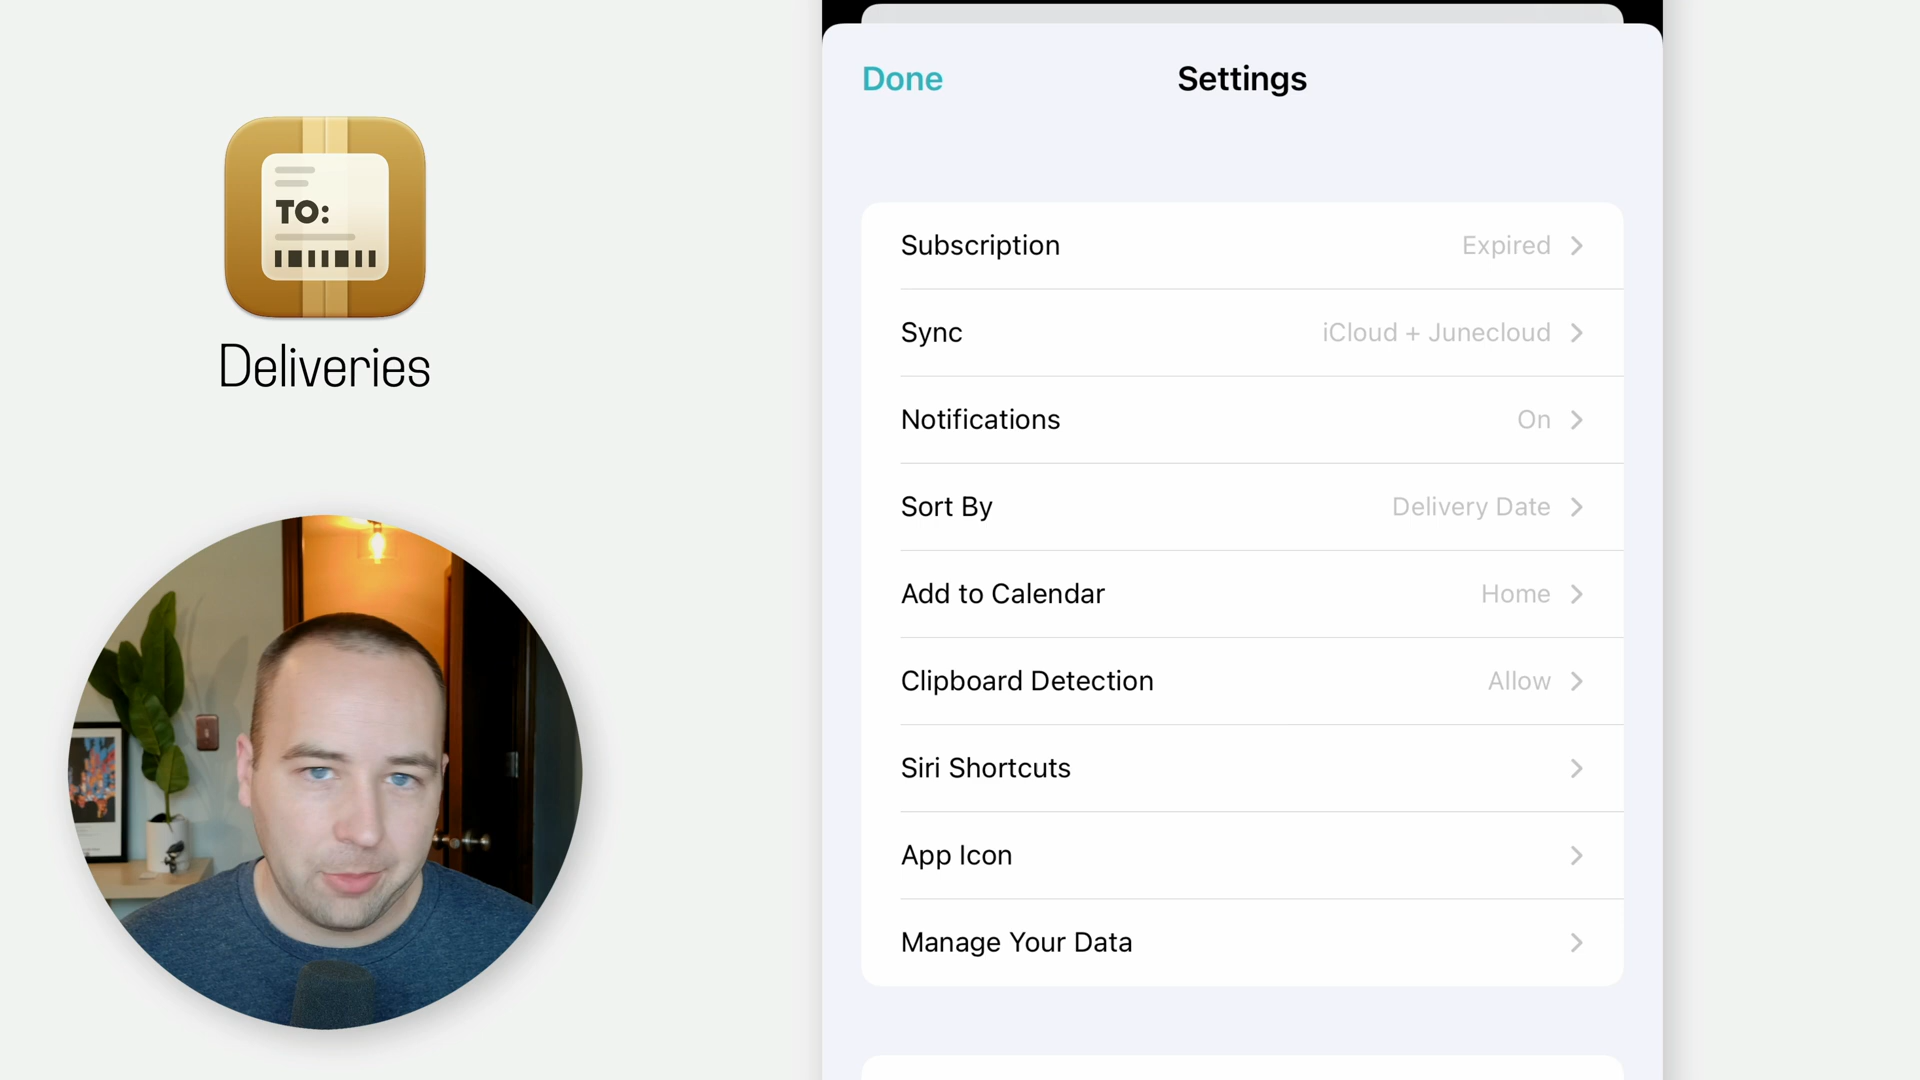 TO:
Deliveries
Done
Settings
Subscription
Expired
Sync
iCloud + Junecloud
Notifications
On
Sort By
Delivery Date
Add to Calendar
Home
Clipboard Detection
Allow
Siri Shortcuts
App Icon
Manage Your Data